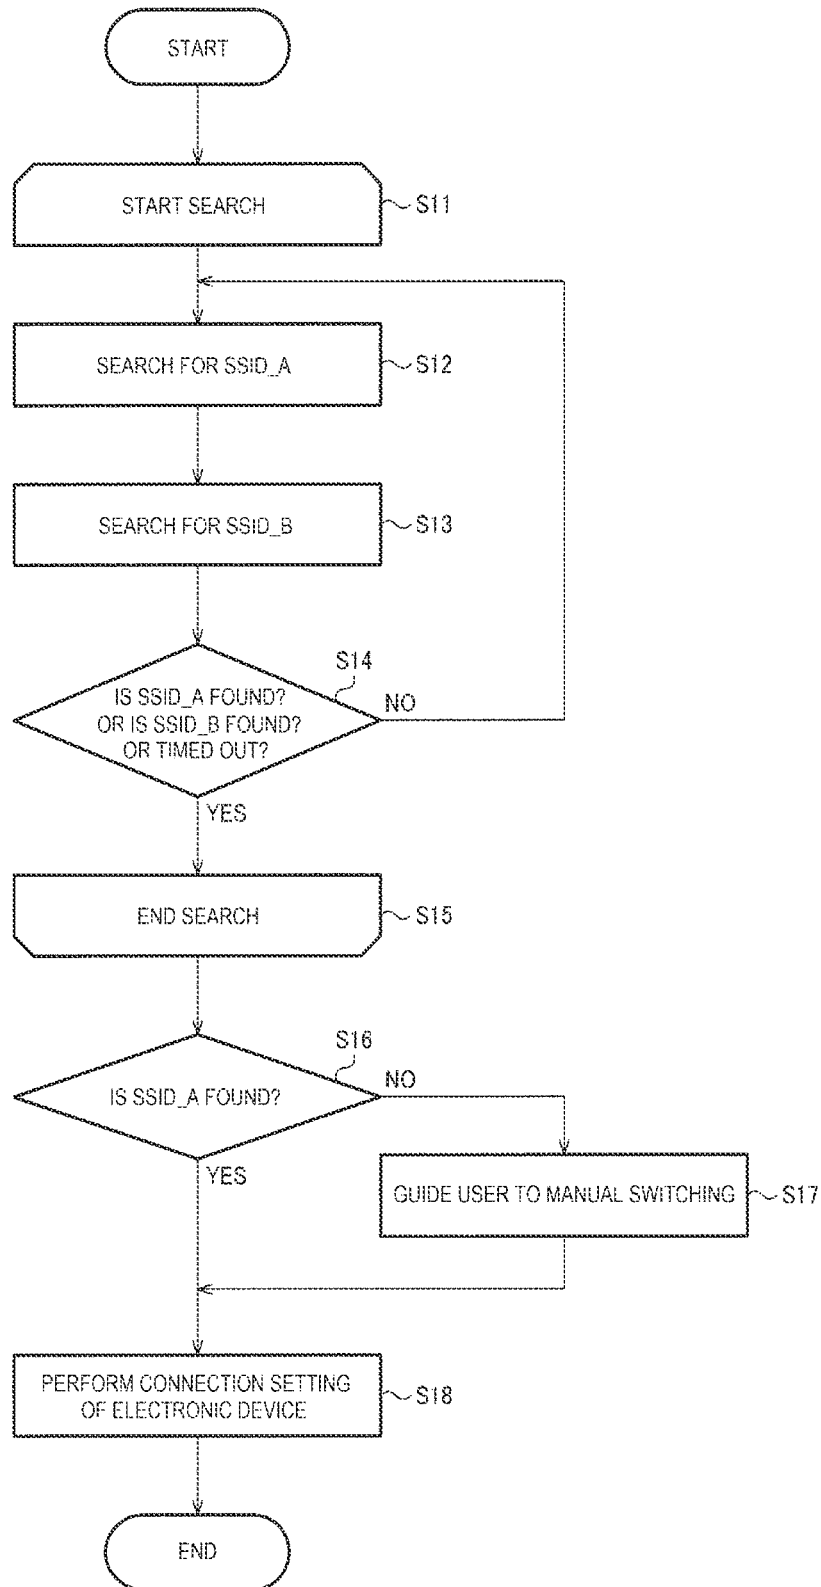 START
START SEARCH
S11
SEARCH FOR SSID_A
S12
SEARCH FOR SSID_B
S13
S14
IS SSID_A FOUND?
OR IS SSID_B FOUND?
OR TIMED OUT?
NO
YES
END SEARCH
S15
S16
IS SSID_A FOUND?
NO
YES
GUIDE USER TO MANUAL SWITCHING
S17
PERFORM CONNECTION SETTING
OF ELECTRONIC DEVICE
S18
END